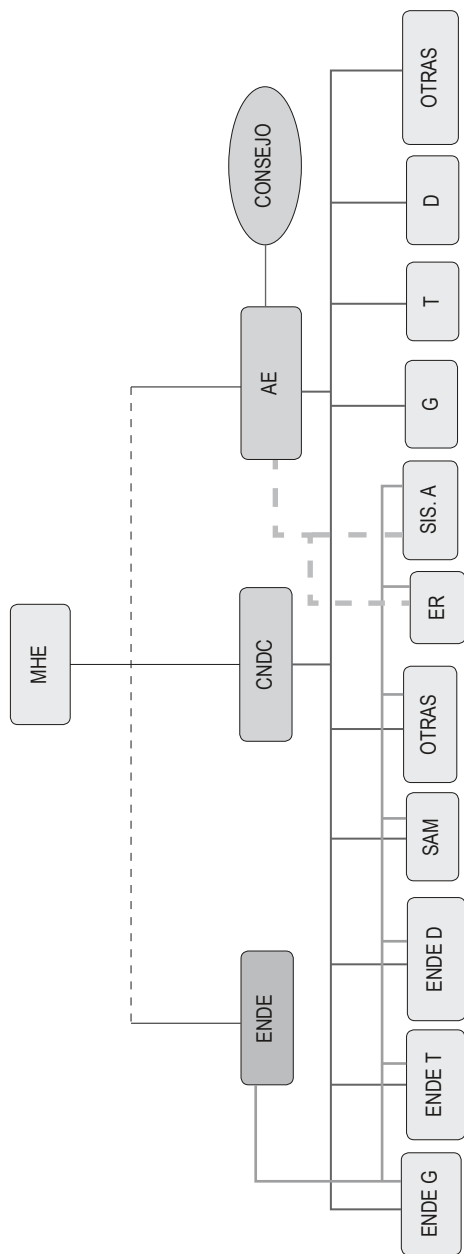 MHE
ENDE
CNDC
AE
CONSEJO
ENDE G
ENDE T
ENDE D
SAM
OTRAS
ER
SIS. A
G
T
D
OTRAS